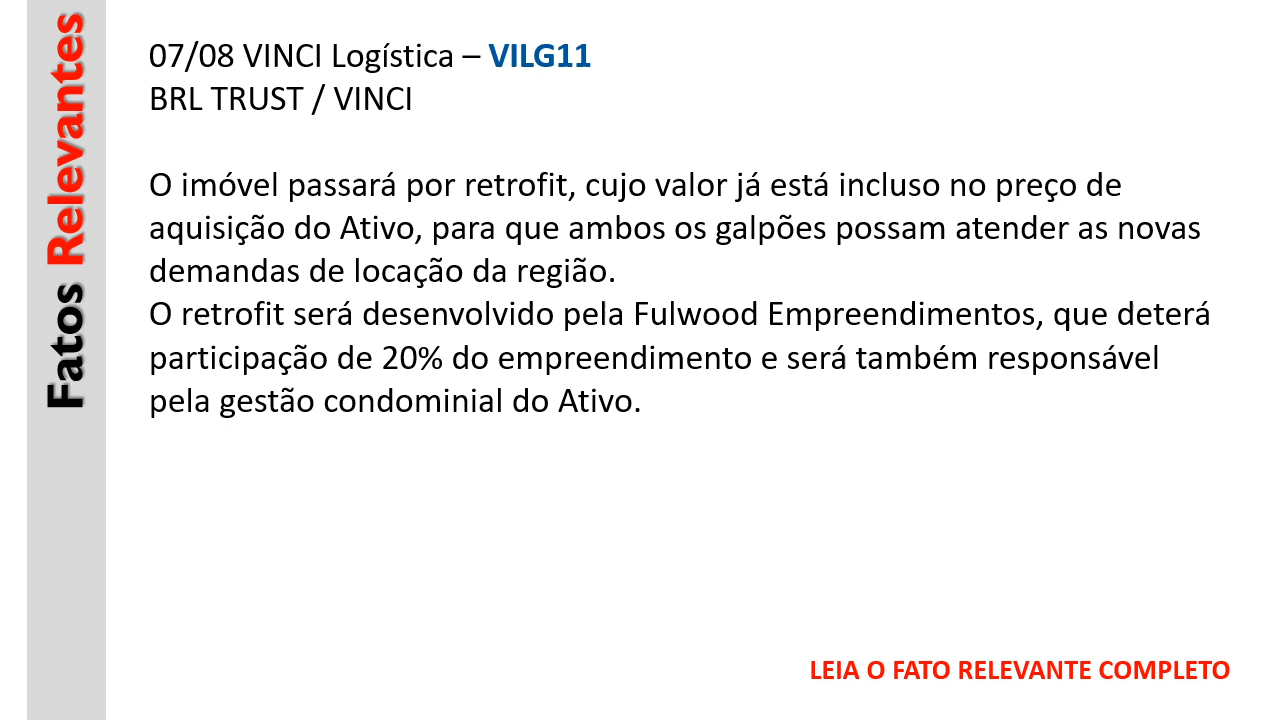 Fatos Relevantes
07/08 VINCI Logística – VILG11
BRL TRUST / VINCI
O imóvel passará por retrofit, cujo valor já está incluso no preço de
aquisição do Ativo, para que ambos os galpões possam atender as novas
demandas de locação da região.
O retrofit será desenvolvido pela Fulwood Empreendimentos, que deterá
participação de 20% do empreendimento e será também responsável
pela gestão condominial do Ativo.
LEIA O FATO RELEVANTE COMPLETO